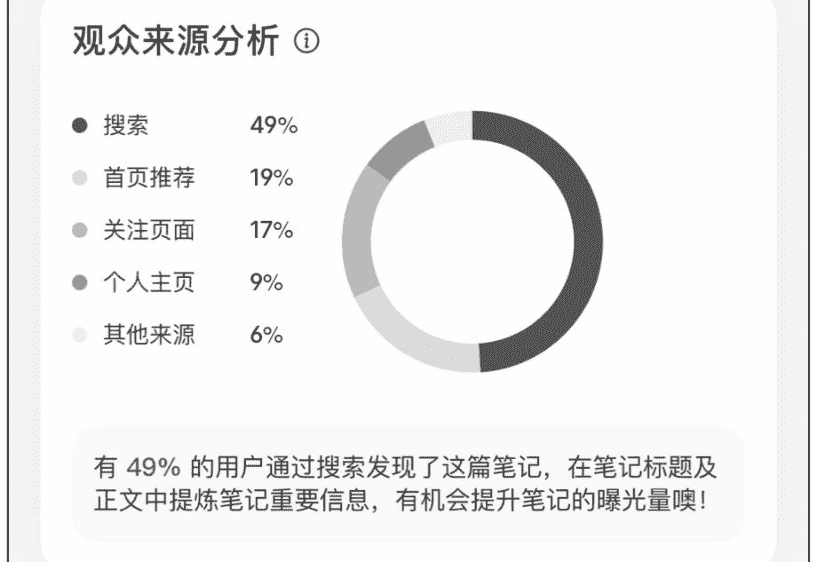 观众来源分析
搜索 49%
首页推荐 19%
关注页面 17%
个人主页 9%
其他来源 6%
有 49% 的用户通过搜索发现了这篇笔记，在笔记标题及
正文中提炼笔记重要信息，有机会提升笔记的曝光量噢！